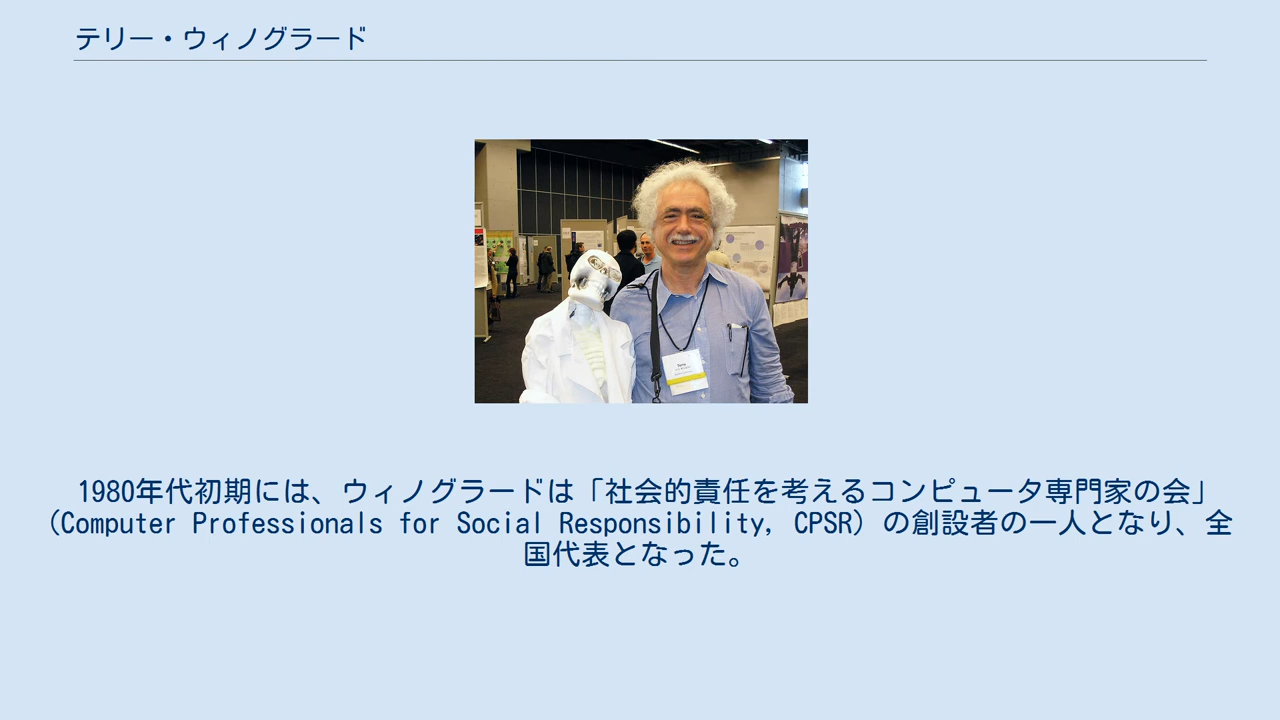 テリー・ウィノグラード
1980年代初期には、ウィノグラードは「社会的責任を考えるコンピュータ専門家の会」
（Computer Professionals for Social Responsibility, CPSR）の創設者の一人となり、全
国代表となった。